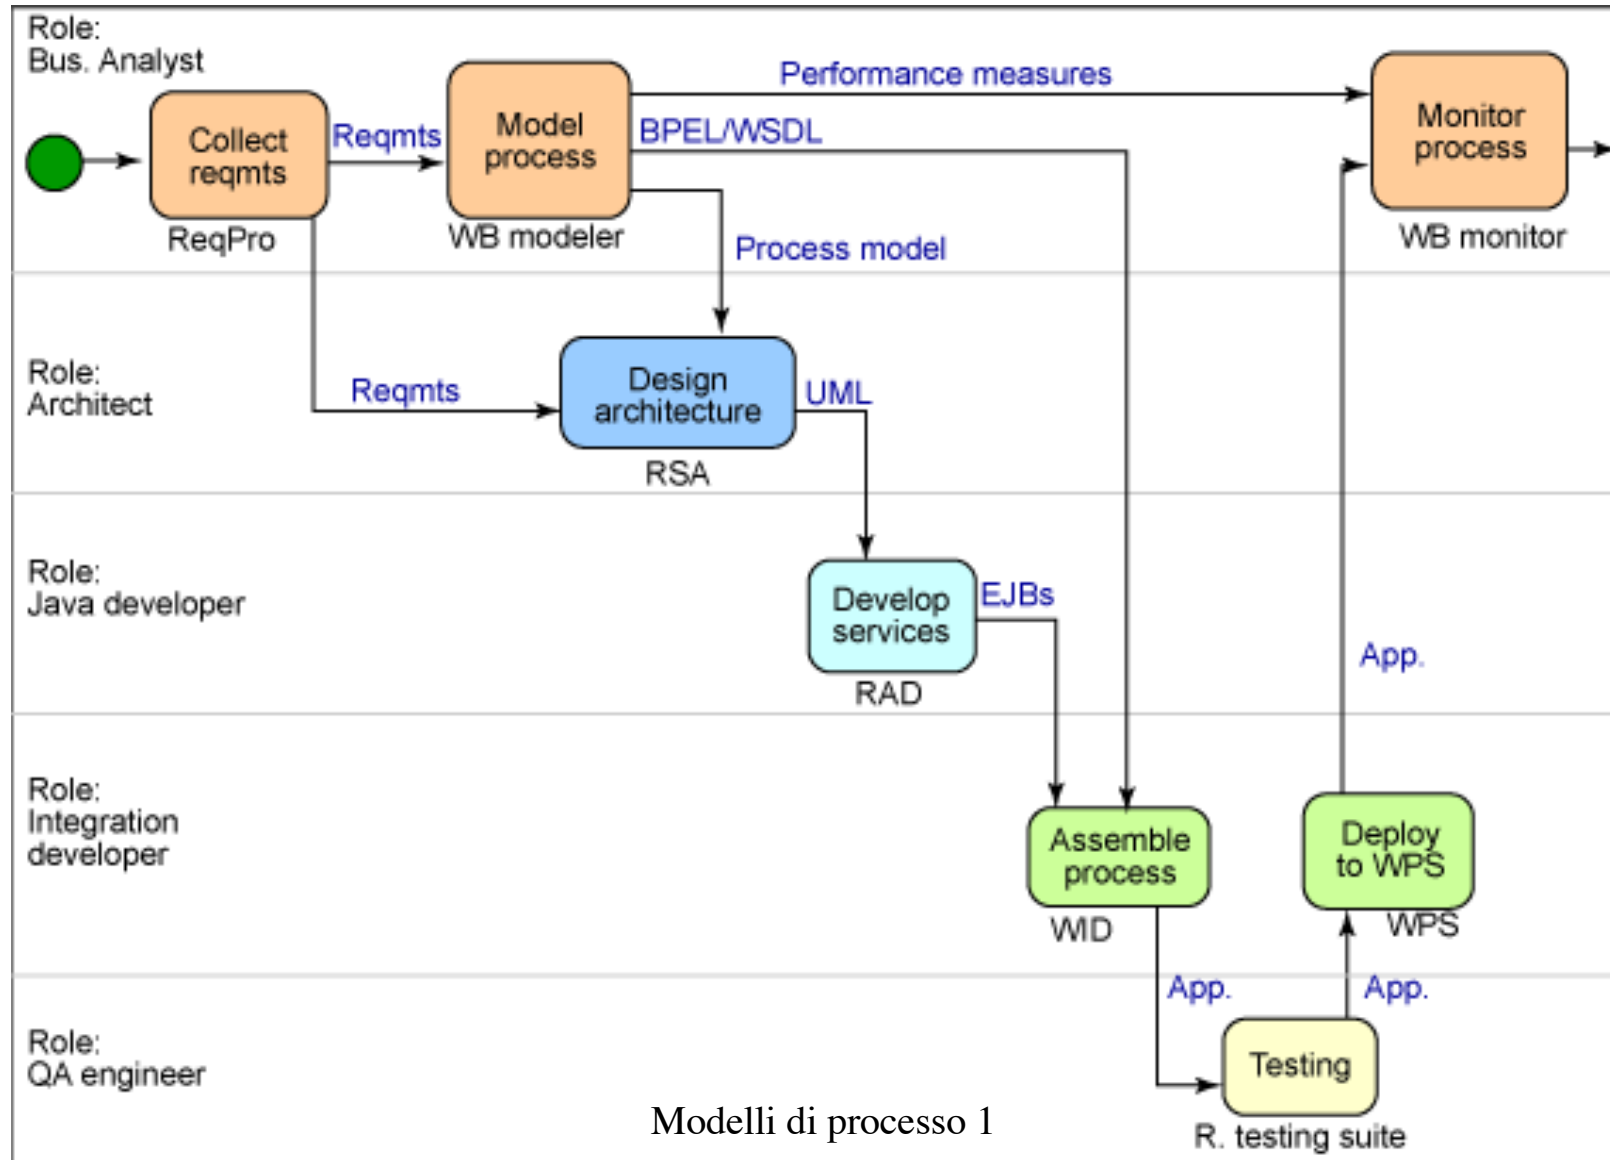 Role:
Bus. Analyst
Collect
reqmts
ReqPro
Reqmts
Model
process
WB modeler
Performance measures
BPEL/WSDL
Process model
Monitor
process
WB monitor
Role:
Architect
Reqmts
Design
architecture
RSA
UML
Role:
Java developer
Develop
services
RAD
EJBs
App.
Role:
Integration
developer
Assemble
process
WID
Deploy
to WPS
WPS
App.
App.
Role:
QA engineer
Testing
R. testing suite
Modelli di processo 1